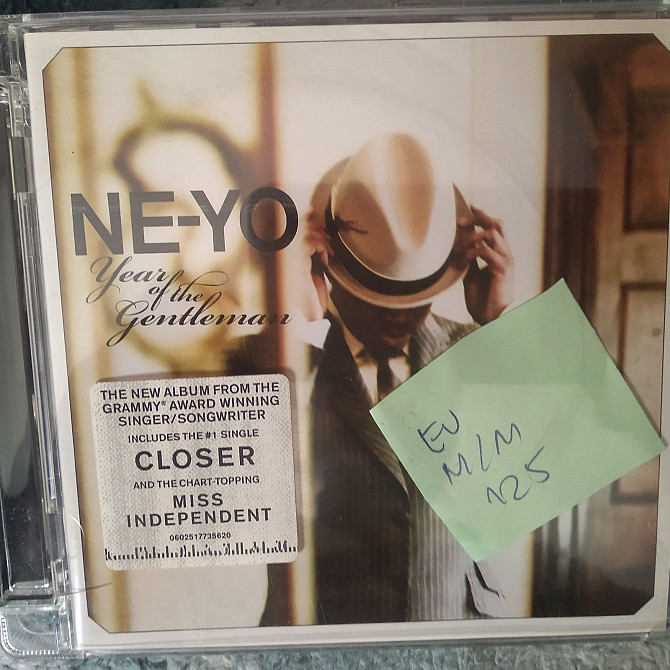 NE-YO
Year
of the
Gentleman
THE NEW ALBUM FROM THE
GRAMMY® AWARD WINNING
SINGER/SONGWRITER
INCLUDES THE #1 SINGLE
CLOSER
AND THE CHART-TOPPING
MISS
INDEPENDENT
0602517735620
EU
M/M
125